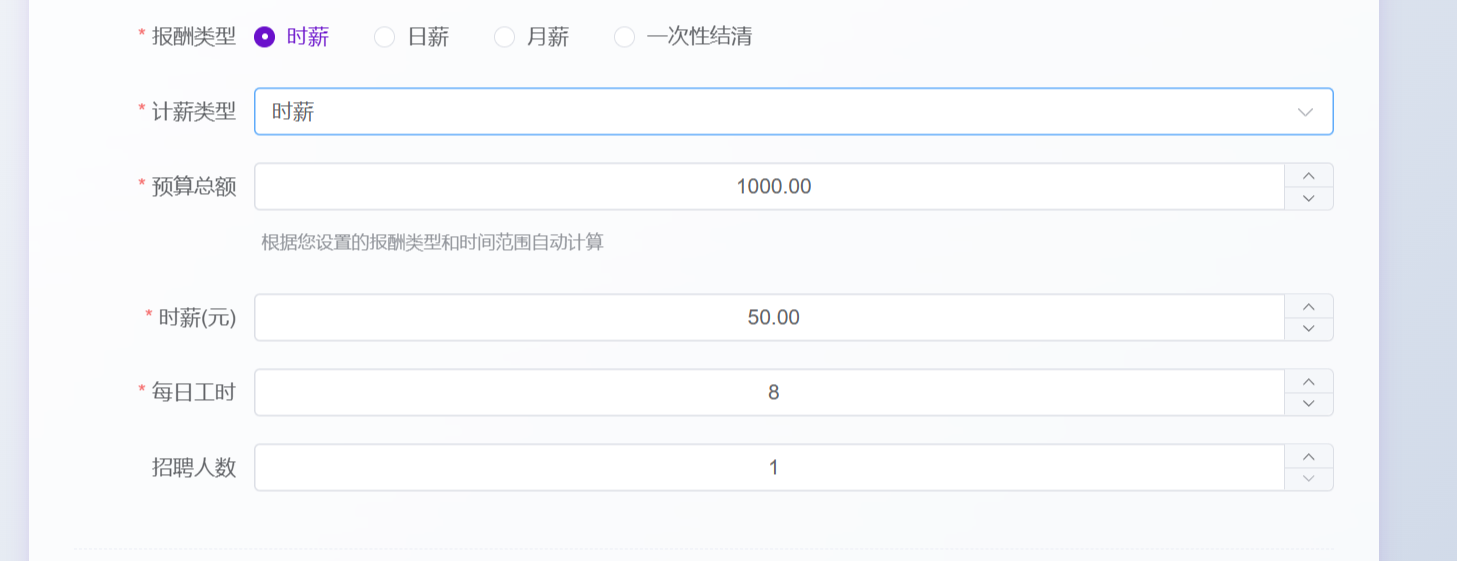 * 报酬类型 时薪 日薪 月薪 一次性结清
* 计薪类型 时薪
* 预算总额 1000.00
根据您设置的报酬类型和时间范围自动计算
* 时薪(元) 50.00
* 每日工时 8
招聘人数 1